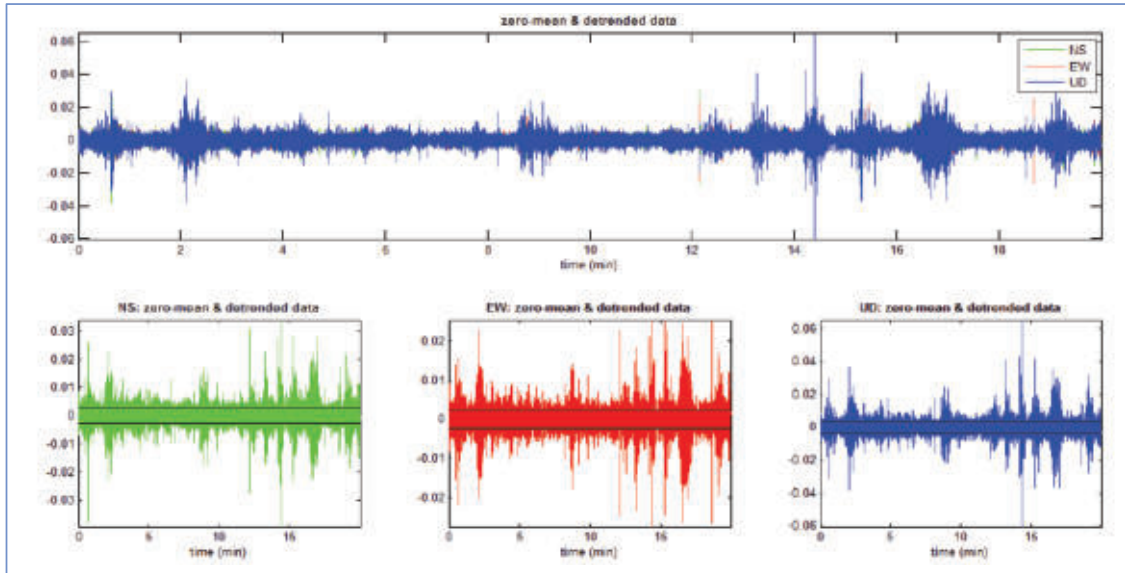 zero-mean & detrended data
0.06
0.04
0.02
0
-0.02
-0.04
-0.06
NS
EW
UD
0 2 4 6 8 10 12 14 16 18
time (min)
NS: zero-mean & detrended data
0.03
0.02
0.01
0
-0.01
-0.02
-0.03
0 5 10 15
time (min)
EW: zero-mean & detrended data
0.02
0.01
0
-0.01
-0.02
0 5 10 15
time (min)
UD: zero-mean & detrended data
0.06
0.04
0.02
0
-0.02
-0.04
-0.06
0 5 10 15
time (min)